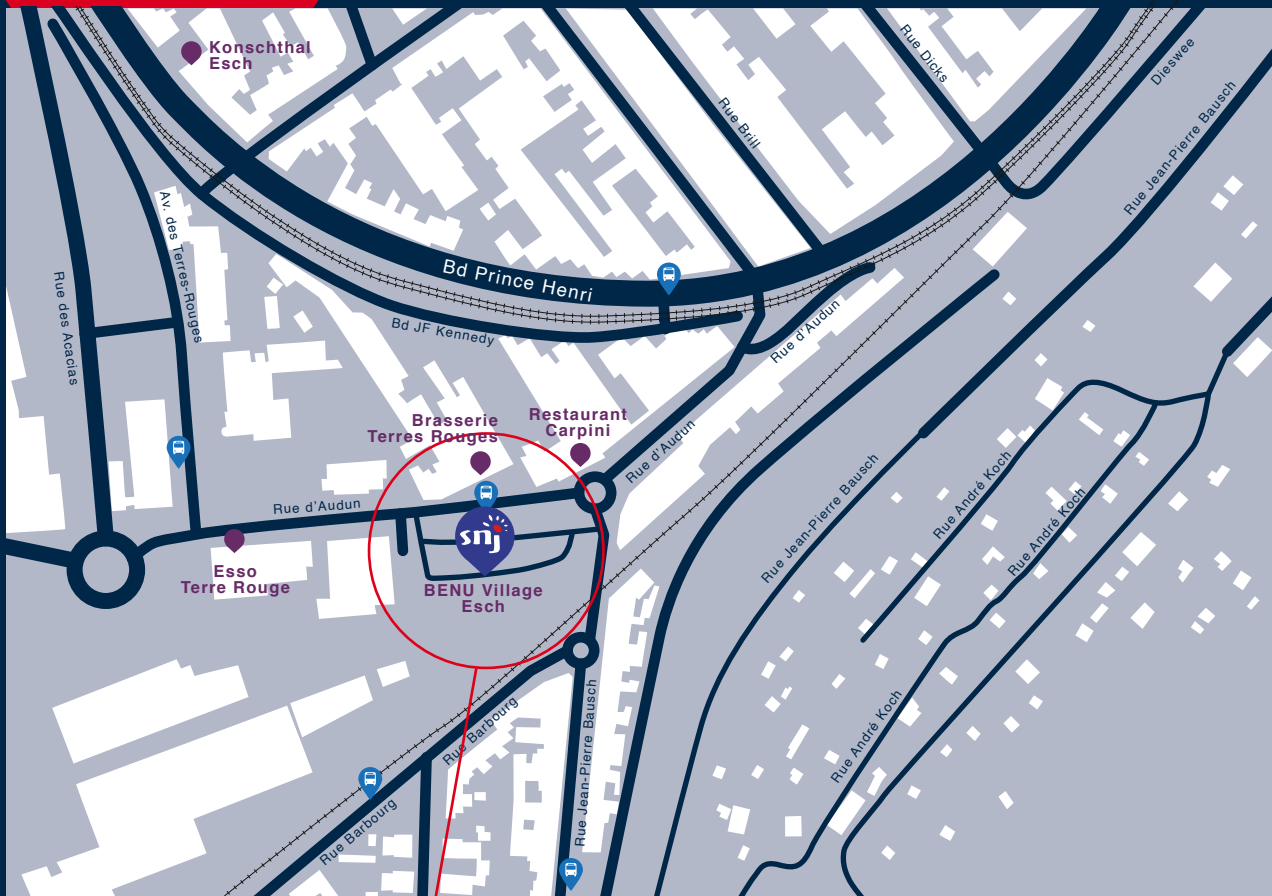 Konschthal
Esch
Rue Dicks
Dieswee
Rue Brill
Rue Jean-Pierre Bausch
Av. des Terres-Rouges
Rue des Acacias
Bd Prince Henri
Bd JF Kennedy
Rue d'Audun
Brasserie
Terres Rouges
Restaurant
Carpini
Rue d'Audun
Rue d'Audun
snj
Esso
Terre Rouge
BENU Village
Esch
Rue Jean-Pierre Bausch
Rue André Koch
Rue André Koch
Rue André Koch
Rue Barbourg
Rue Jean-Pierre Bausch
Rue Barbourg